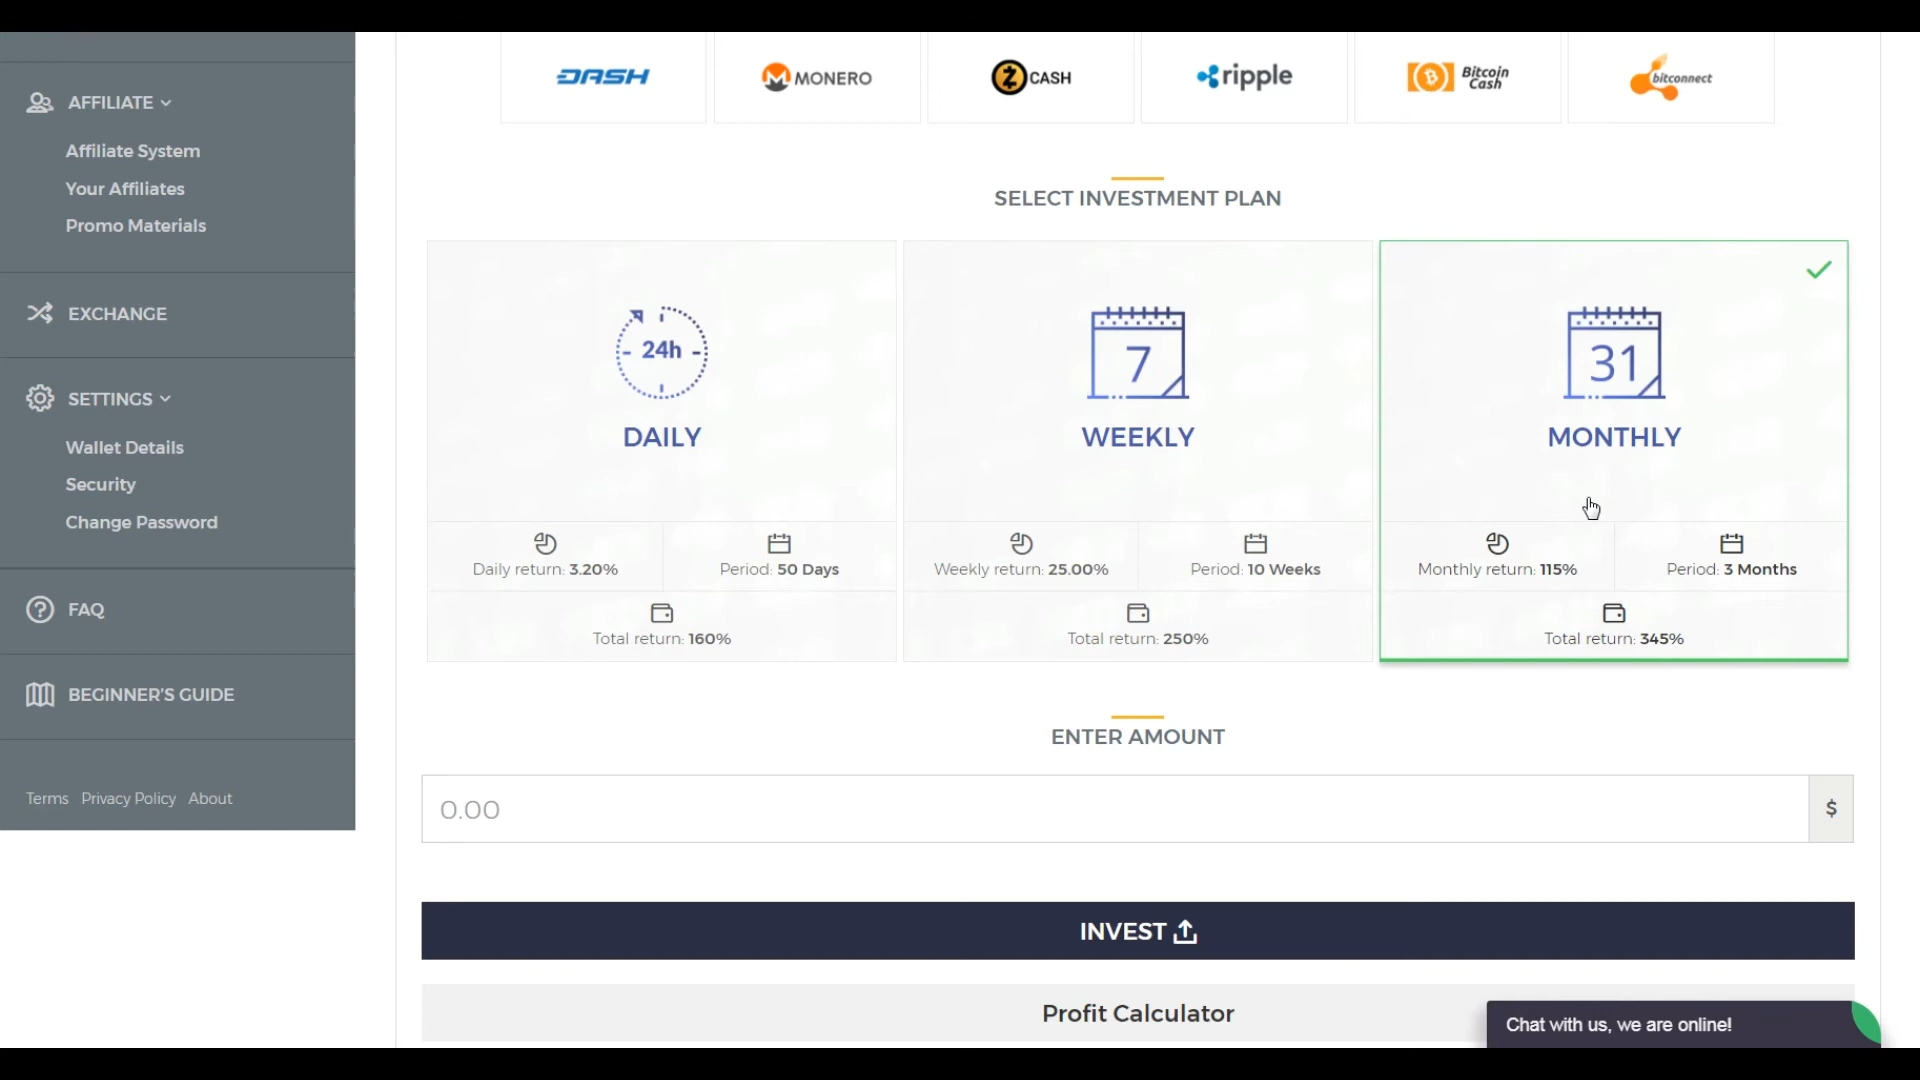 DASH
MONERO
CASH
ripple
Bitcoin
Cash
bitconnect
AFFILIATE
Affiliate System
Your Affiliates
Promo Materials
EXCHANGE
SETTINGS
Wallet Details
Security
Change Password
FAQ
BEGINNER'S GUIDE
Terms Privacy Policy About
SELECT INVESTMENT PLAN
24h
DAILY
Daily return: 3.20%
Period: 50 Days
Total return: 160%
7
WEEKLY
Weekly return: 25.00%
Period: 10 Weeks
Total return: 250%
31
MONTHLY
Monthly return: 115%
Period: 3 Months
Total return: 345%
ENTER AMOUNT
0.00
$
INVEST
Profit Calculator
Chat with us, we are online!